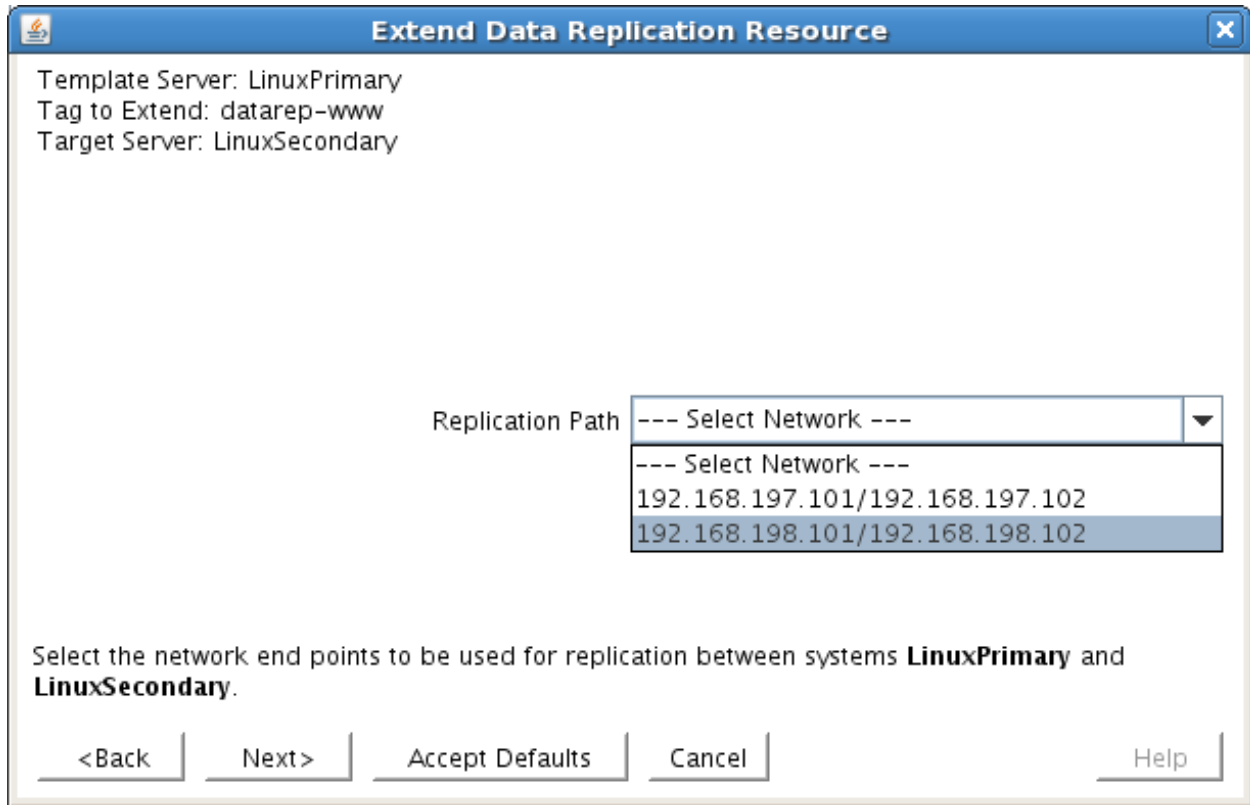 Extend Data Replication Resource
Template Server: LinuxPrimary
Tag to Extend: datarep-www
Target Server: LinuxSecondary
Replication Path --- Select Network ---
--- Select Network ---
192.168.197.101/192.168.197.102
192.168.198.101/192.168.198.102
Select the network end points to be used for replication between systems LinuxPrimary and
LinuxSecondary.
<Back Next> Accept Defaults Cancel Help